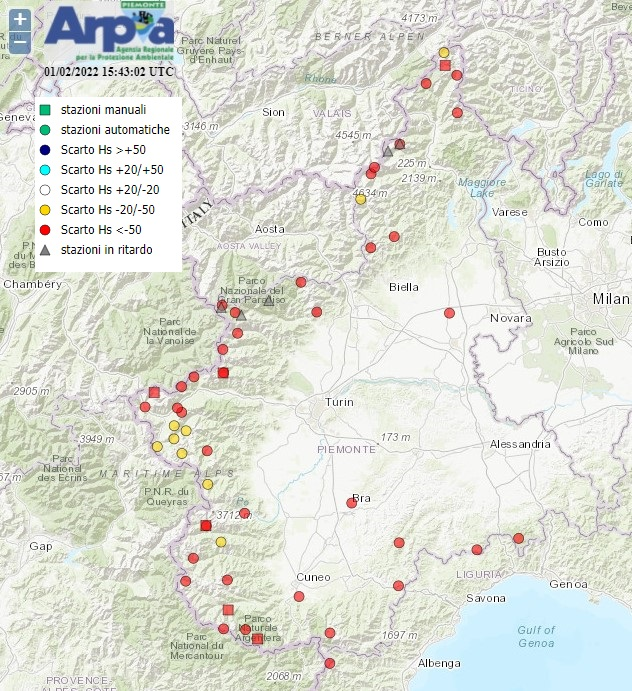 +
−
PIEMONTE
Arpa
Agenzia Regionale
per la Protezione Ambientale
01/02/2022 15:43:02 UTC
stazioni manuali
stazioni automatiche
Scarto Hs >+50
Scarto Hs +20/+50
Scarto Hs +20/-20
Scarto Hs -20/-50
Scarto Hs <-50
stazioni in ritardo
4173 m
BERNER ALPEN
Parc Naturel
Gruyère Pays-
d'Enhaut
Rhône
TICINO
Geneva
Sion
VALAIS
3146 m
4545 m
225 m
2139 m
4634 m
Maggiore
Lake
Lago di
Garlate
ITALY
Varese
Como
Aosta
AOSTA VALLEY
Busto
Arsizio
Chambéry
Parco
Nazionale del
Gran Paradiso
Biella
Milan
Novara
Parc
National de
la Vanoise
Parco
Agricolo Sud
Milano
2905 m
Turin
3949 m
173 m
Alessandria
PIEMONTE
Parc
National
des Ecrins
MARITIME ALPS
P.N.R. du
Queyras
Po
Bra
3712 m
Gap
Cuneo
LIGURIA
Genoa
Savona
Parco
Naturale
Argentera
Parc
National du
Mercantour
1697 m
Gulf of
Genoa
2068 m
Albenga
PROVENCE-
ALPES-CÔTE